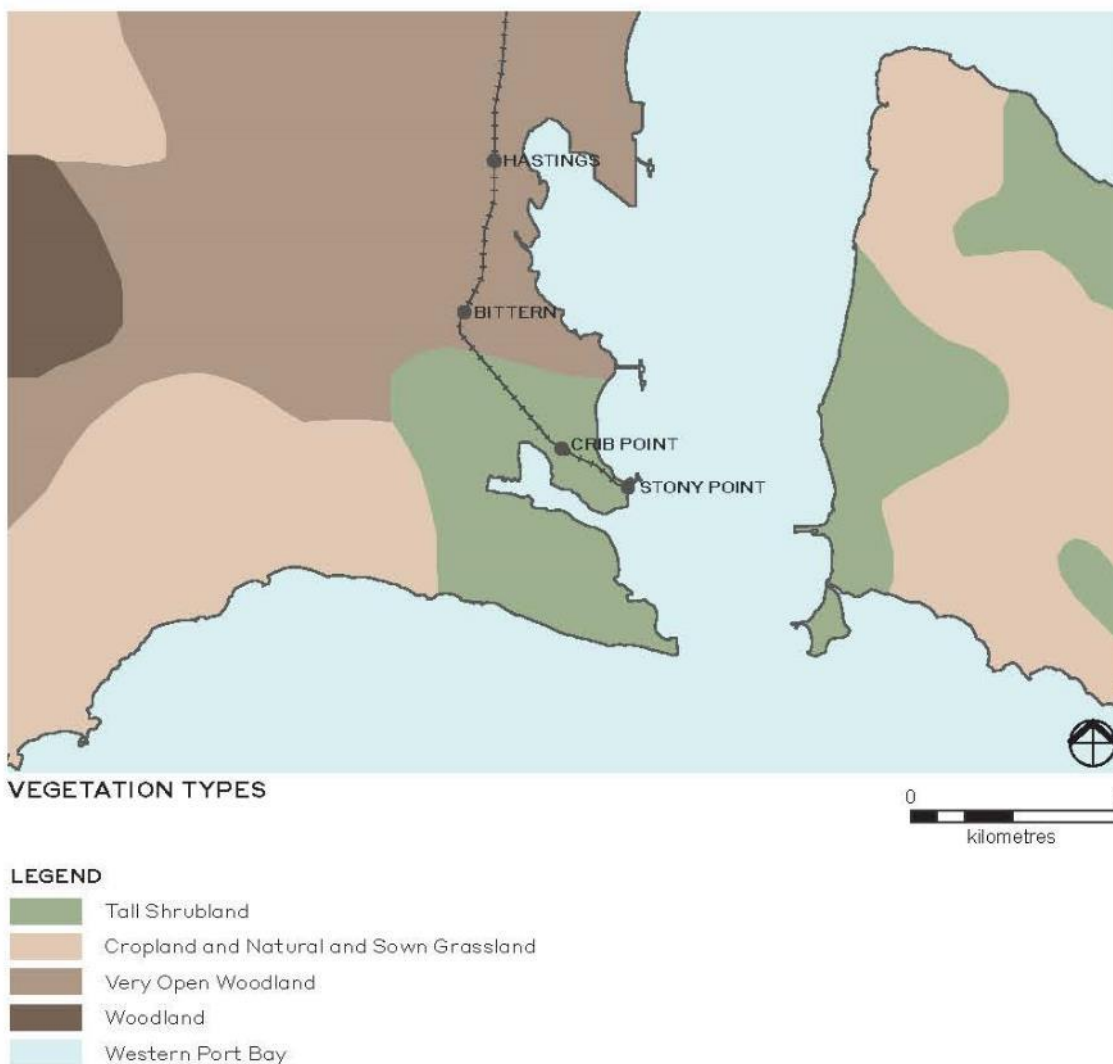 HASTINGS
BITTERN
CRIB POINT
STONY POINT
VEGETATION TYPES
0
kilometres
LEGEND
Tall Shrubland
Cropland and Natural and Sown Grassland
Very Open Woodland
Woodland
Western Port Bay